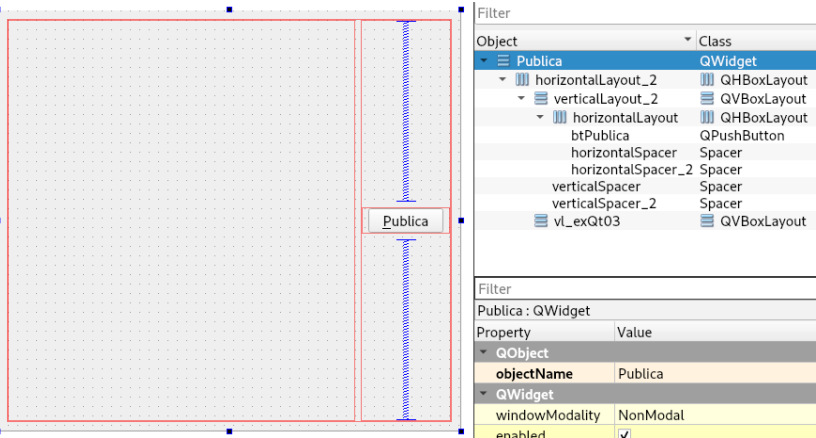 Publica
Filter
Object Class
Publica QWidget
horizontalLayout_2 QHBoxLayout
verticalLayout_2 QVBoxLayout
horizontalLayout QHBoxLayout
btPublica QPushButton
horizontalSpacer Spacer
horizontalSpacer_2 Spacer
verticalSpacer Spacer
verticalSpacer_2 Spacer
vl_exQt03 QVBoxLayout
Filter
Publica : QWidget
Property Value
QObject
objectName Publica
QWidget
windowModality NonModal
enabled